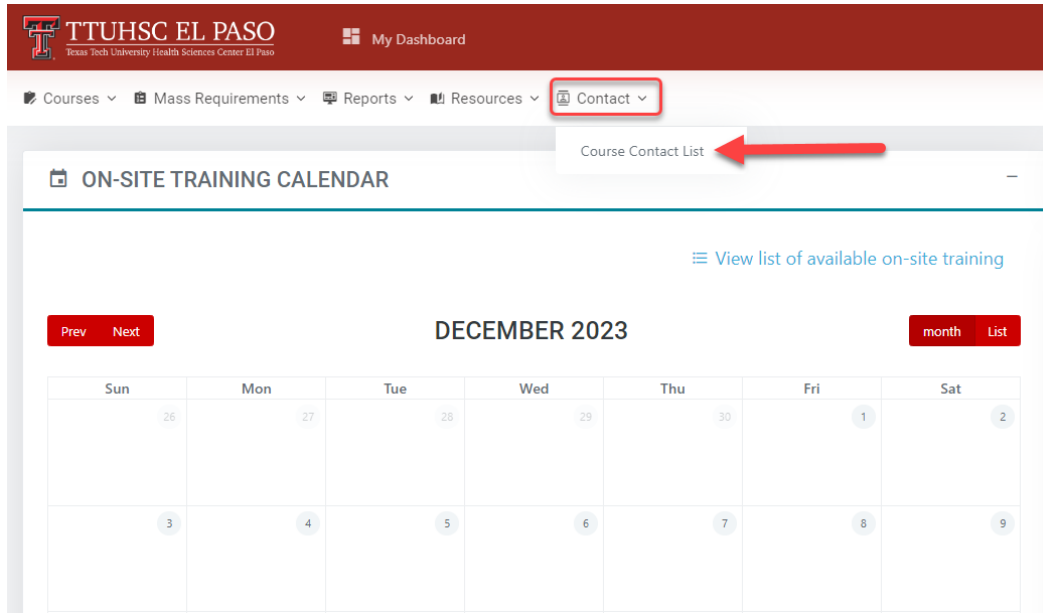 TTUHSC EL PASO
Texas Tech University Health Sciences Center El Paso
My Dashboard
Courses Mass Requirements Reports Resources Contact
Course Contact List
ON-SITE TRAINING CALENDAR
View list of available on-site training
Prev Next DECEMBER 2023 month List
Sun Mon Tue Wed Thu Fri Sat
26 27 28 29 30 1 2
3 4 5 6 7 8 9